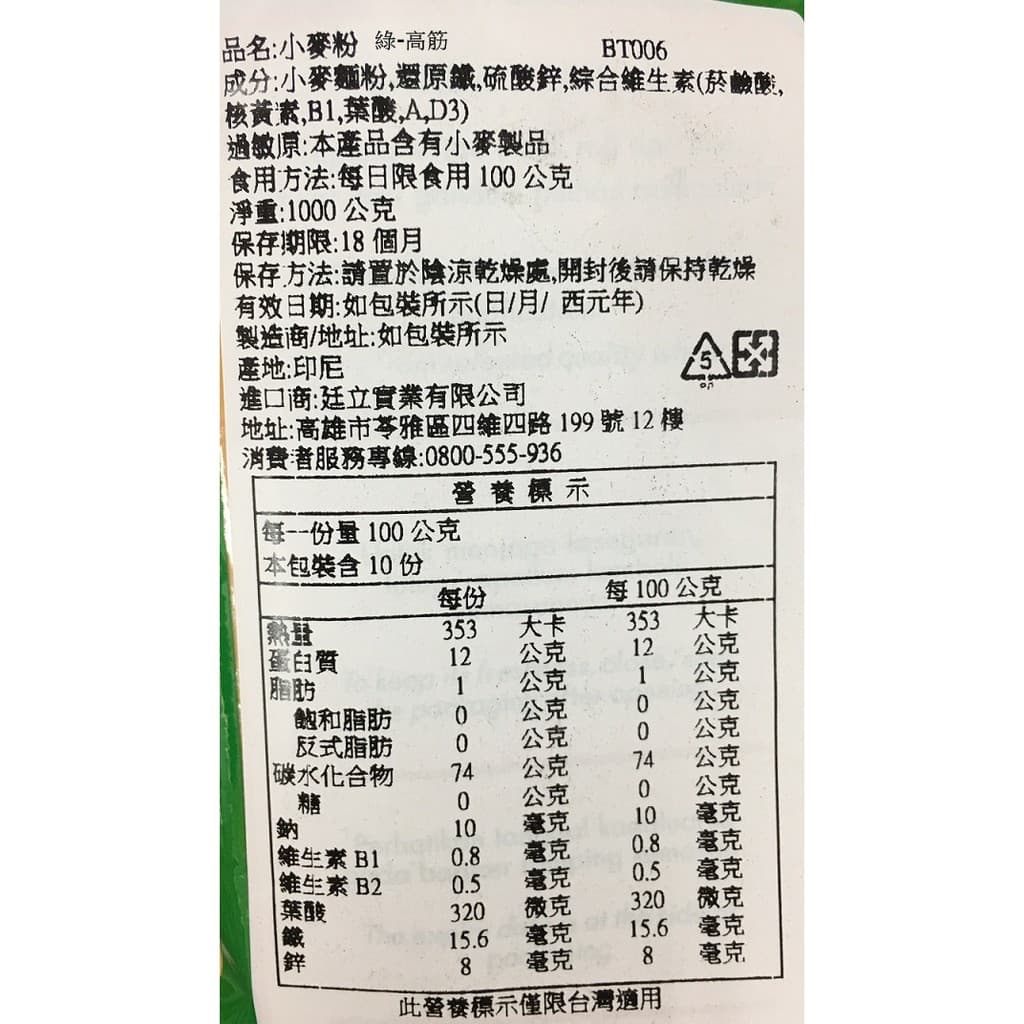 品名:小麥粉 綠-高筋 BT006
成分:小麥麵粉,還原鐵,硫酸鋅,綜合維生素(菸鹼酸,
核黃素,B1,葉酸,A,D3)
過敏原:本產品含有小麥製品
食用方法:每日限食用 100 公克
淨重:1000 公克
保存期限:18 個月
保存方法:請置於陰涼乾燥處,開封後請保持乾燥
有效日期:如包裝所示(日/月/ 西元年)
製造商/地址:如包裝所示
產地:印尼
5
進口商:廷立實業有限公司
地址:高雄市苓雅區四維四路 199 號 12 樓
消費者服務專線:0800-555-936
營養標示
每一份量 100 公克
本包裝含 10 份
每份 每 100 公克
熱量 353 大卡 353 大卡
蛋白質 12 公克 12 公克
脂肪 1 公克 1 公克
飽和脂肪 0 公克 0 公克
反式脂肪 0 公克 0 公克
碳水化合物 74 公克 74 公克
糖 0 公克 0 公克
鈉 10 毫克 10 毫克
維生素 B1 0.8 毫克 0.8 毫克
維生素 B2 0.5 毫克 0.5 毫克
葉酸 320 微克 320 微克
鐵 15.6 毫克 15.6 毫克
鋅 8 毫克 8 毫克
此營養標示僅限台灣適用